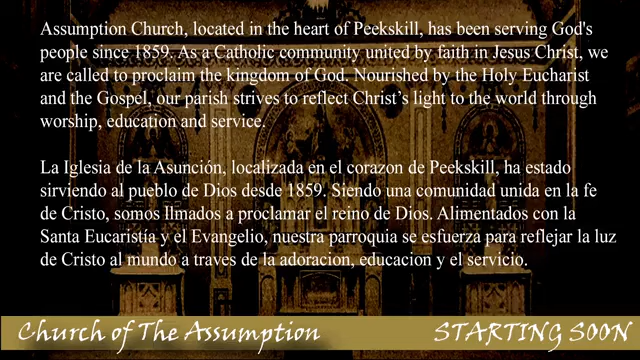 Assumption Church, located in the heart of Peekskill, has been serving God's
people since 1859. As a Catholic community united by faith in Jesus Christ, we
are called to proclaim the kingdom of God. Nourished by the Holy Eucharist
and the Gospel, our parish strives to reflect Christ’s light to the world through
worship, education and service.
La Iglesia de la Asunción, localizada en el corazon de Peekskill, ha estado
sirviendo al pueblo de Dios desde 1859. Siendo una comunidad unida en la fe
de Cristo, somos llmados a proclamar el reino de Dios. Alimentados con la
Santa Eucaristía y el Evangelio, nuestra parroquia se esfuerza para reflejar la luz
de Cristo al mundo a traves de la adoracion, educacion y el servicio.
Church of The Assumption STARTING SOON